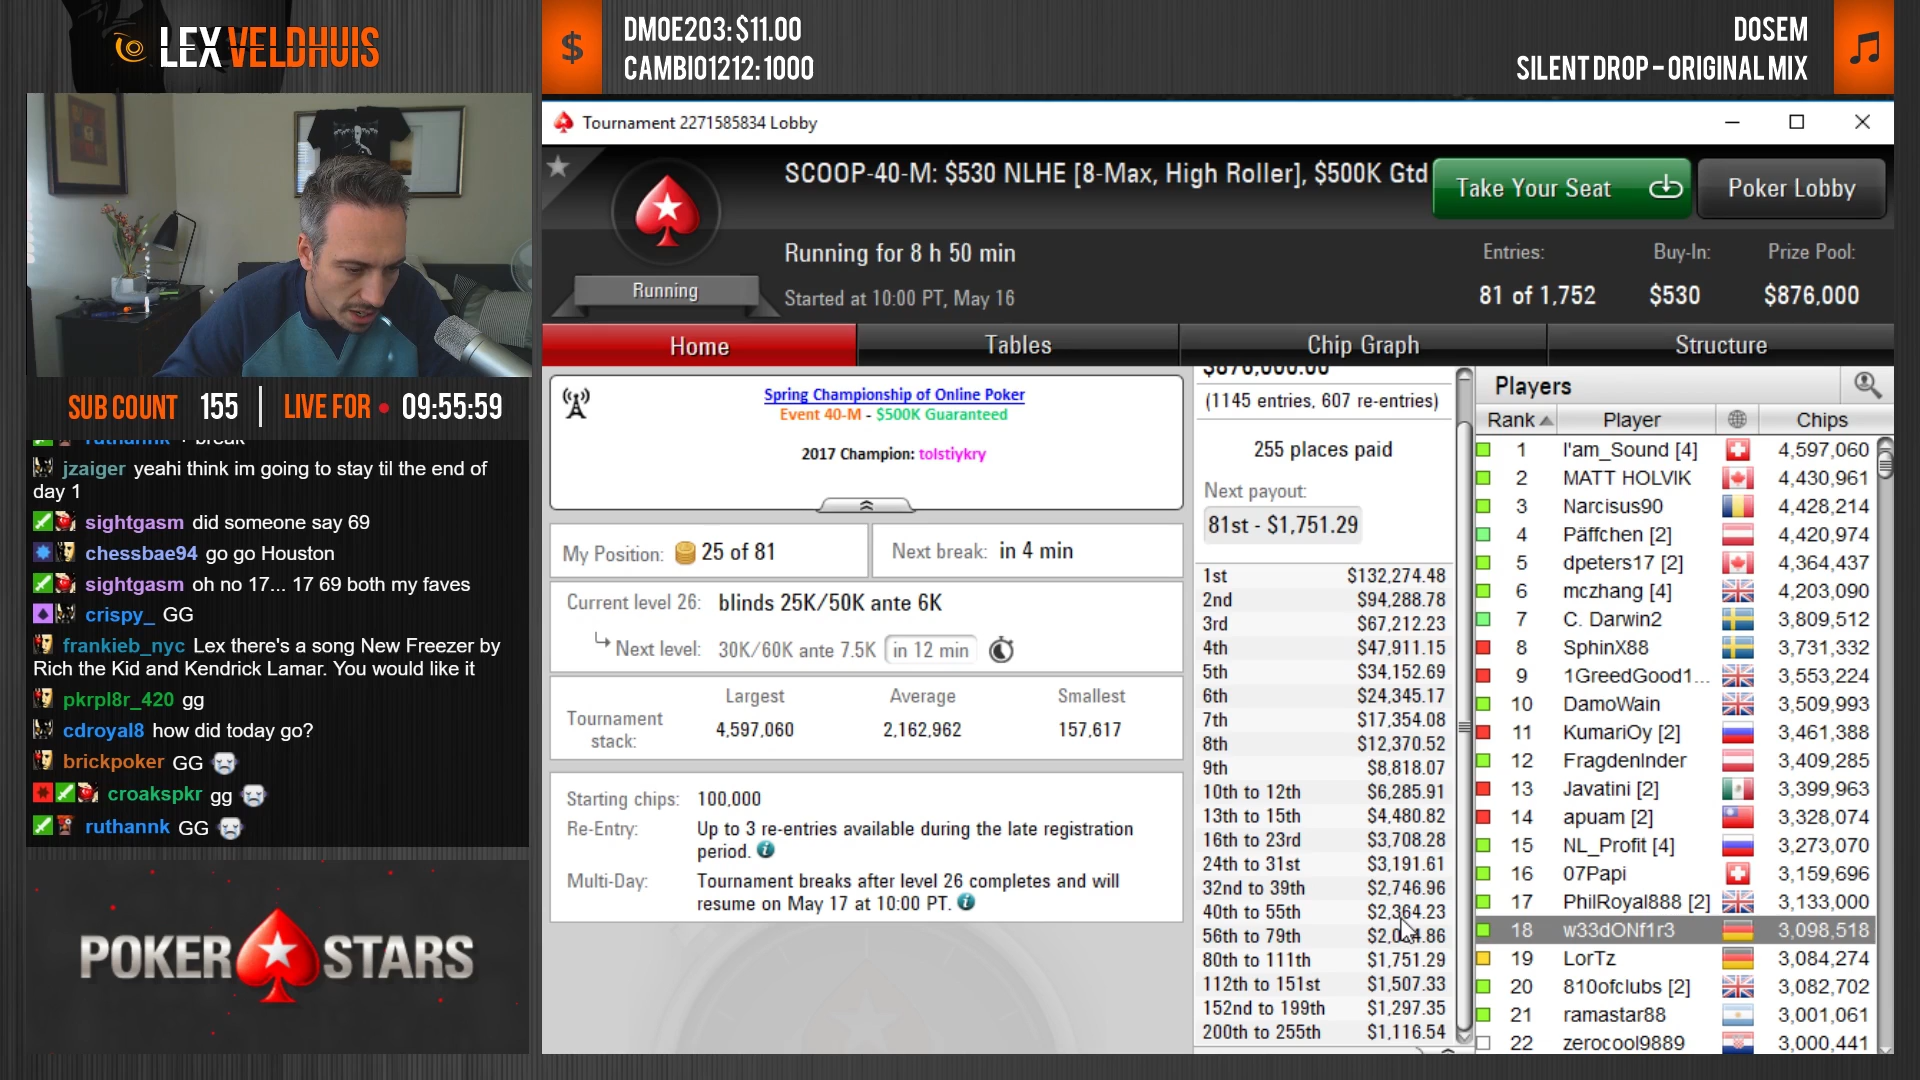 LEX VELDHUIS
$
DMOE203: $11.00
CAMBIO1212: 1000
DOSEM
SILENT DROP – ORIGINAL MIX
SUB COUNT 155 | LIVE FOR • 09:55:59
jzaiger yeahi think im going to stay til the end of
day 1
sightgasm did someone say 69
chessbae94 go go Houston
sightgasm oh no 17... 17 69 both my faves
crispy_ GG
frankieb_nyc Lex there's a song New Freezer by
Rich the Kid and Kendrick Lamar. You would like it
pkrpl8r_420 gg
cdroyal8 how did today go?
brickpoker GG
croakspkr gg
ruthannk GG
POKER STARS
Tournament 2271585834 Lobby
SCOOP-40-M: $530 NLHE [8-Max, High Roller], $500K Gtd
Take Your Seat
Poker Lobby
Running
Running for 8 h 50 min
Started at 10:00 PT, May 16
Entries: Buy-In: Prize Pool:
81 of 1,752 $530 $876,000
Home Tables Chip Graph Structure
Spring Championship of Online Poker
Event 40-M - $500K Guaranteed
2017 Champion: tolstiykry
My Position: 25 of 81
Next break: in 4 min
Current level 26: blinds 25K/50K ante 6K
Next level: 30K/60K ante 7.5K in 12 min
Largest Average Smallest
Tournament stack: 4,597,060 2,162,962 157,617
Starting chips: 100,000
Re-Entry: Up to 3 re-entries available during the late registration
period.
Multi-Day: Tournament breaks after level 26 completes and will
resume on May 17 at 10:00 PT.
$876,000.00
(1145 entries, 607 re-entries)
255 places paid
Next payout:
81st - $1,751.29
1st $132,274.48
2nd $94,288.78
3rd $67,212.23
4th $47,911.15
5th $34,152.69
6th $24,345.17
7th $17,354.08
8th $12,370.52
9th $8,818.07
10th to 12th $6,285.91
13th to 15th $4,480.82
16th to 23rd $3,708.28
24th to 31st $3,191.61
32nd to 39th $2,746.96
40th to 55th $2,364.23
56th to 79th
80th to 111th $1,751.29
112th to 151st $1,507.33
152nd to 199th $1,297.35
200th to 255th $1,116.54
Players
Rank Player Chips
1 I'am_Sound [4] 4,597,060
2 MATT HOLVIK 4,430,961
3 Narcisus90 4,428,214
4 Päffchen [2] 4,420,974
5 dpeters17 [2] 4,364,437
6 mczhang [4] 4,203,090
7 C. Darwin2 3,809,512
8 SphinX88 3,731,332
9 1GreedGood1... 3,553,224
10 DamoWain 3,509,993
11 KumariOy [2] 3,461,388
12 FragdenInder 3,409,285
13 Javatini [2] 3,399,963
14 apuam [2] 3,328,074
15 NL_Profit [4] 3,273,070
16 07Papi 3,159,696
17 PhilRoyal888 [2] 3,133,000
18 w33dONf1r3 3,098,518
19 LorTz 3,084,274
20 810ofclubs [2] 3,082,702
21 ramastar88 3,001,061
22 zerocool9889 3,000,441